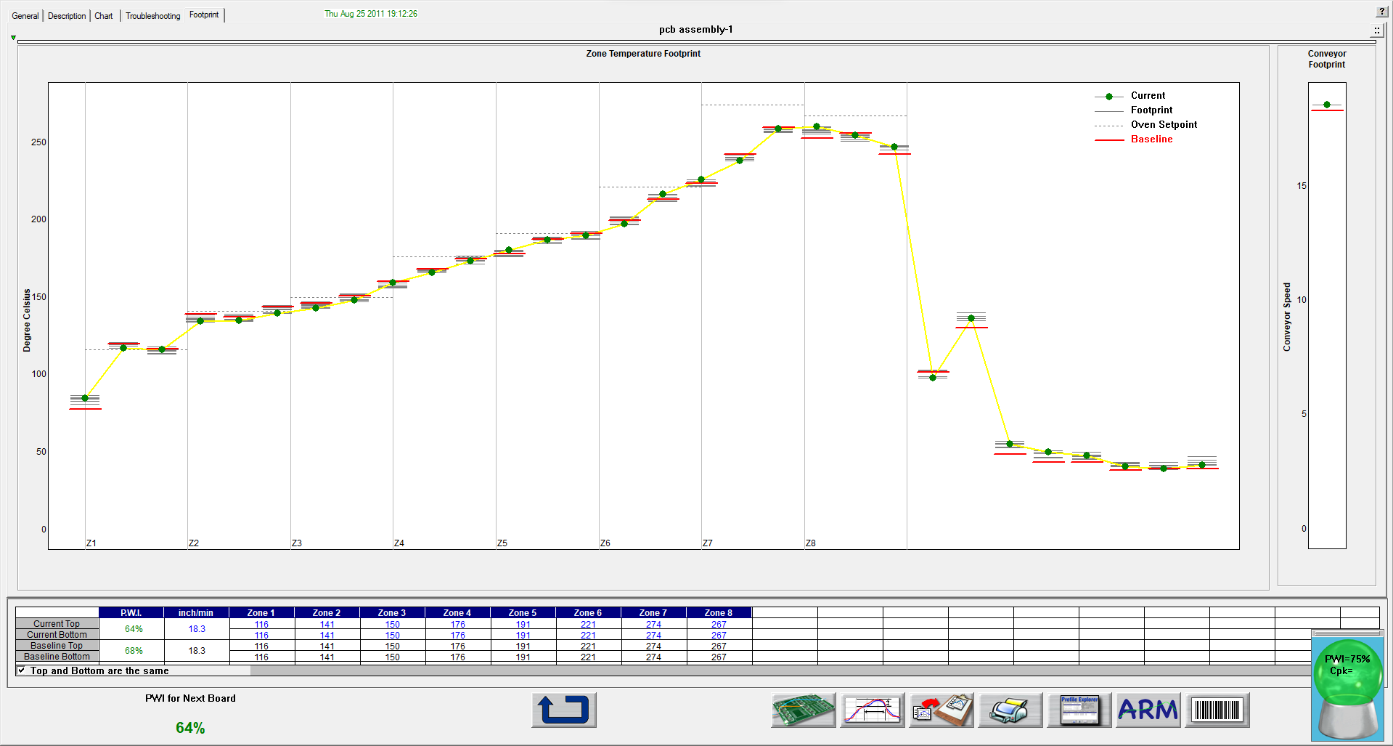 General Description Chart Troubleshooting Footprint Thu Aug 25 2011 19:12:26 ?
pcb assembly-1
Zone Temperature Footprint
Conveyor
Footprint
Current
Footprint
Oven Setpoint
Baseline
Degree Celsius
250
200
150
100
50
0
Z1 Z2 Z3 Z4 Z5 Z6 Z7 Z8
Conveyor Speed
15
10
5
0
P.W.I. inch/min Zone 1 Zone 2 Zone 3 Zone 4 Zone 5 Zone 6 Zone 7 Zone 8
Current Top 64% 18.3 116 141 150 176 191 221 274 267
Current Bottom 116 141 150 176 191 221 274 267
Baseline Top 68% 18.3 116 141 150 176 191 221 274 267
Baseline Bottom 116 141 150 176 191 221 274 267
Top and Bottom are the same
PWI=75%
Cpk=
PWI for Next Board
64%
Profile Explorer
ARM